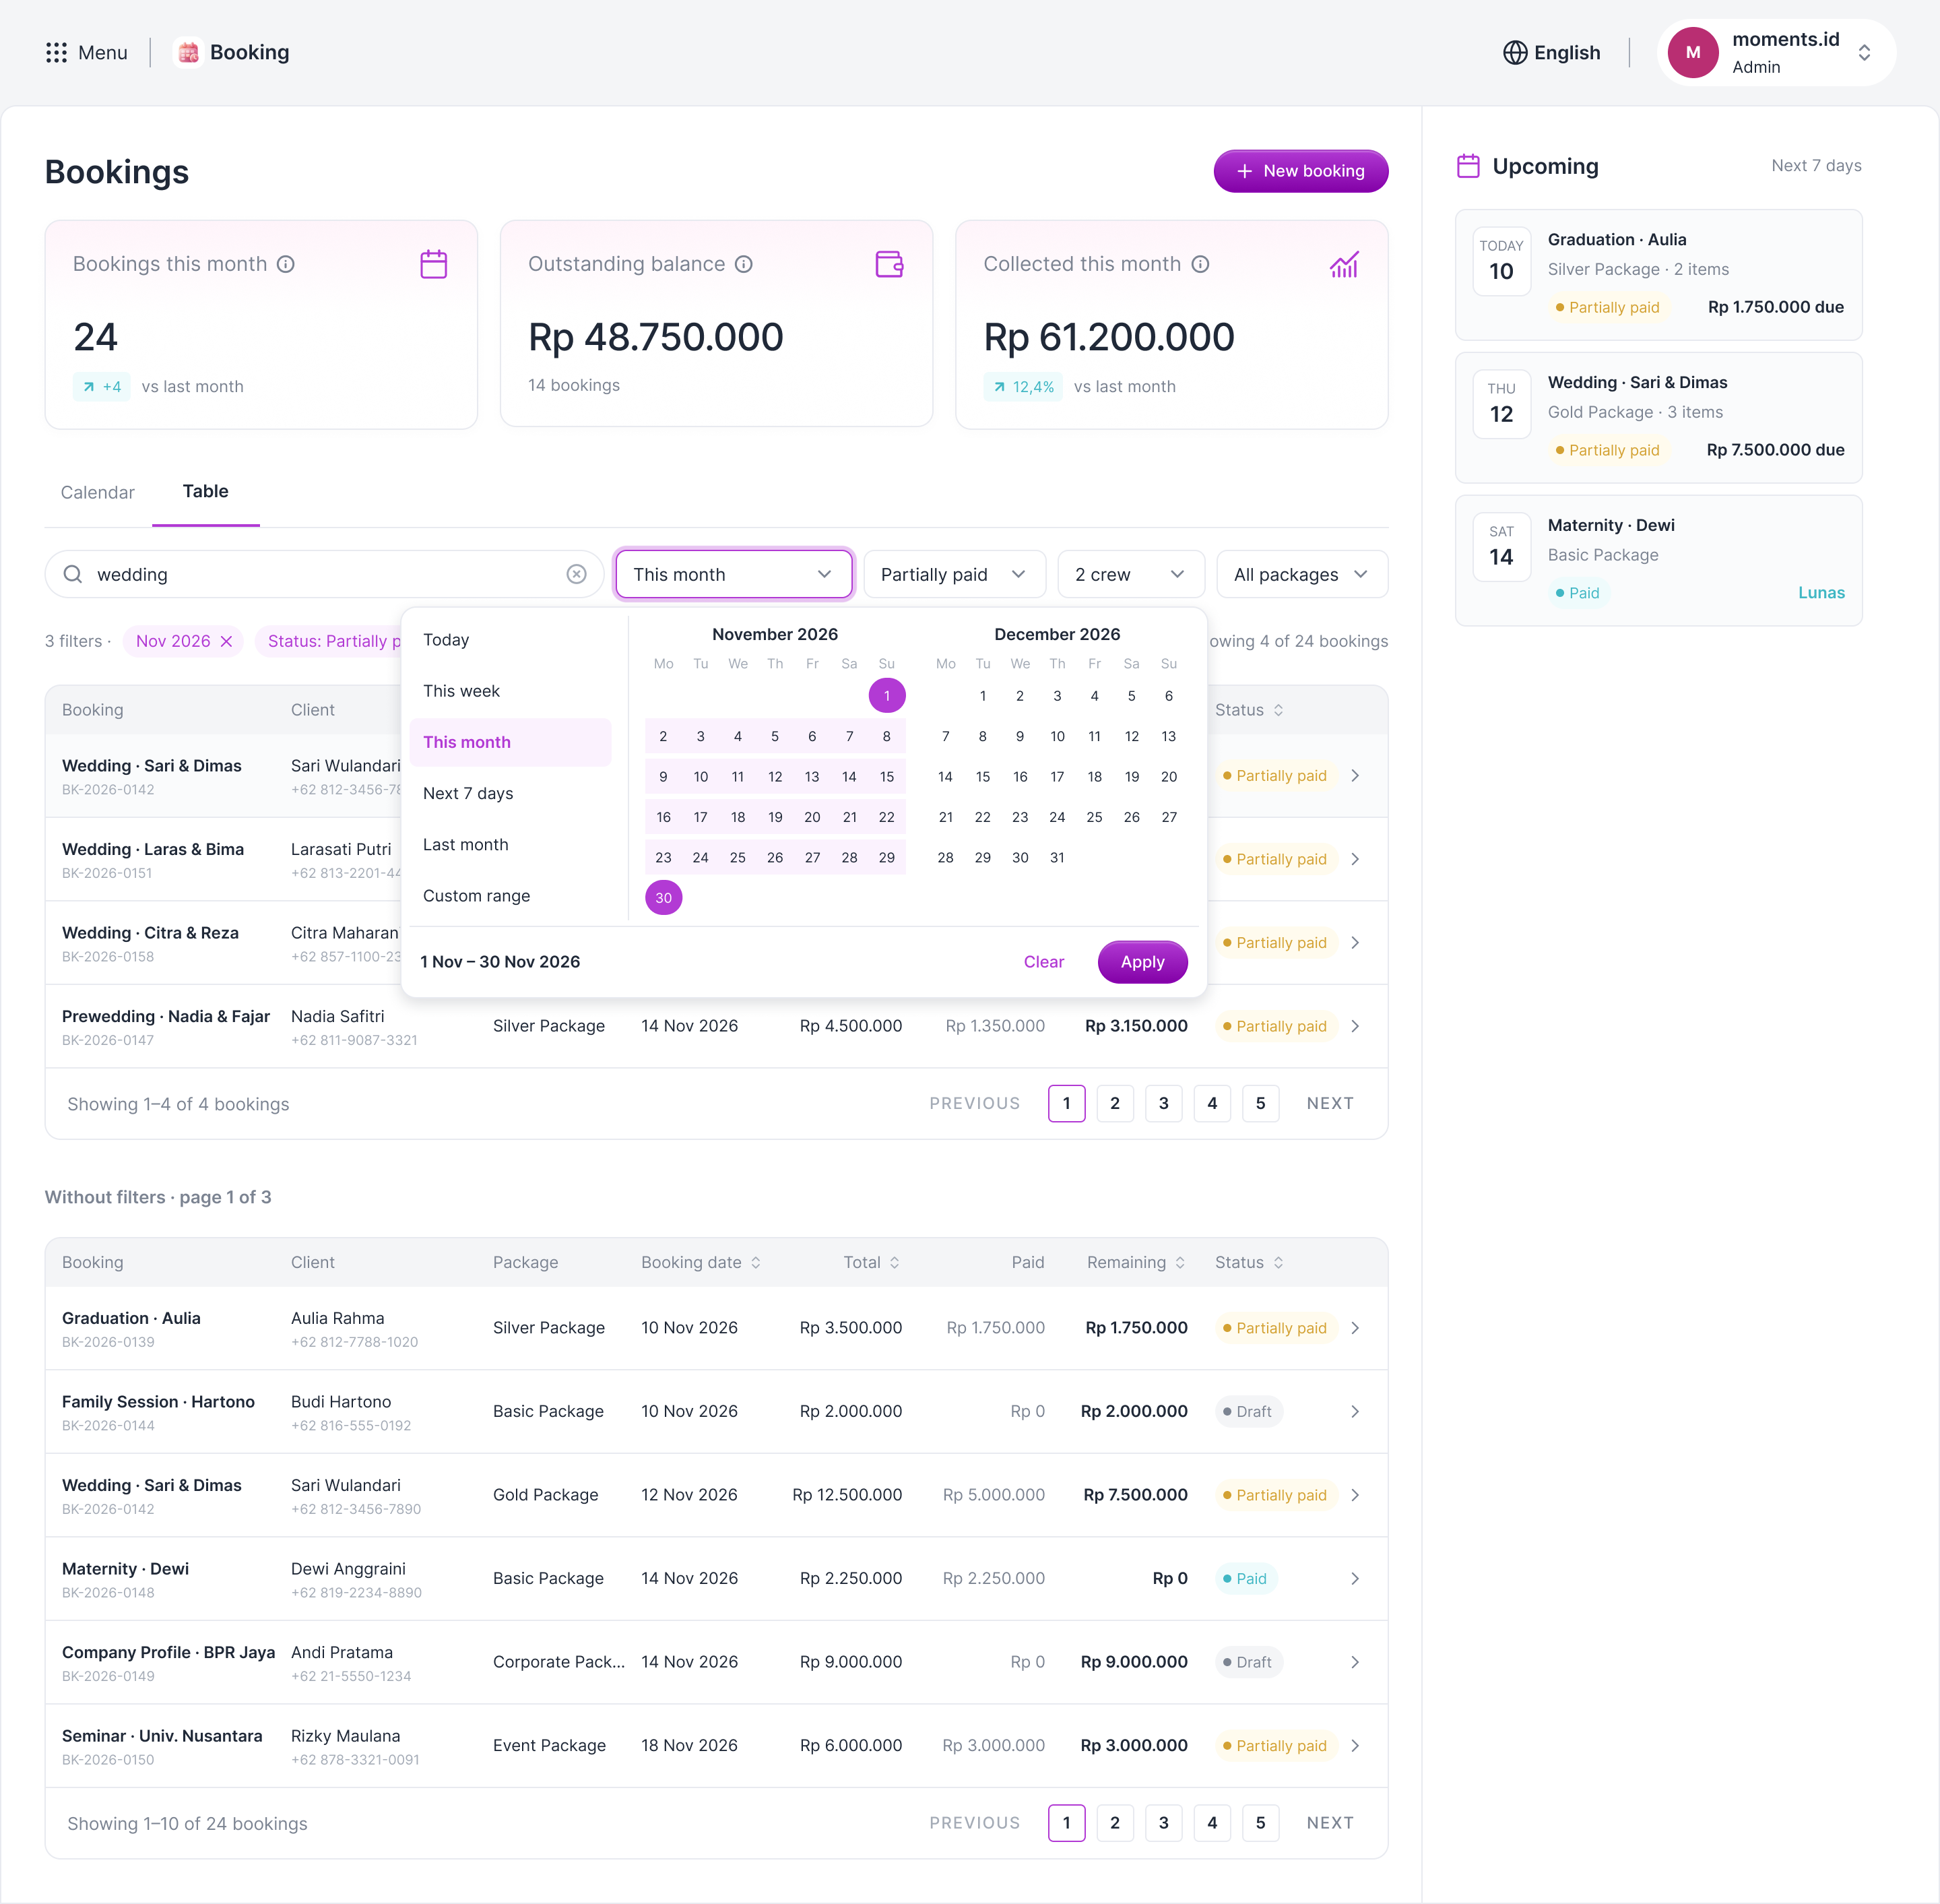 Menu
Booking
English
M
moments.id
Admin
Bookings
New booking
Bookings this month
24
+4 vs last month
Outstanding balance
Rp 48.750.000
14 bookings
Collected this month
Rp 61.200.000
12,4% vs last month
Calendar
Table
wedding
This month
Partially paid
2 crew
All packages
3 filters ·
Nov 2026
Status: Partially p
owing 4 of 24 bookings
Today
This week
This month
Next 7 days
Last month
Custom range
November 2026
Mo Tu We Th Fr Sa Su
1
2 3 4 5 6 7 8
9 10 11 12 13 14 15
16 17 18 19 20 21 22
23 24 25 26 27 28 29
30
December 2026
Mo Tu We Th Fr Sa Su
1 2 3 4 5 6
7 8 9 10 11 12 13
14 15 16 17 18 19 20
21 22 23 24 25 26 27
28 29 30 31
1 Nov – 30 Nov 2026
Clear
Apply
Booking Client Status
Wedding · Sari & Dimas Sari Wulandari Partially paid
BK-2026-0142 +62 812-3456-78
Wedding · Laras & Bima Larasati Putri Partially paid
BK-2026-0151 +62 813-2201-44
Wedding · Citra & Reza Citra Maharan Partially paid
BK-2026-0158 +62 857-1100-23
Prewedding · Nadia & Fajar Nadia Safitri Silver Package 14 Nov 2026 Rp 4.500.000 Rp 1.350.000 Rp 3.150.000 Partially paid
BK-2026-0147 +62 811-9087-3321
Showing 1–4 of 4 bookings
PREVIOUS 1 2 3 4 5 NEXT
Without filters · page 1 of 3
Booking Client Package Booking date Total Paid Remaining Status
Graduation · Aulia Aulia Rahma Silver Package 10 Nov 2026 Rp 3.500.000 Rp 1.750.000 Rp 1.750.000 Partially paid
BK-2026-0139 +62 812-7788-1020
Family Session · Hartono Budi Hartono Basic Package 10 Nov 2026 Rp 2.000.000 Rp 0 Rp 2.000.000 Draft
BK-2026-0144 +62 816-555-0192
Wedding · Sari & Dimas Sari Wulandari Gold Package 12 Nov 2026 Rp 12.500.000 Rp 5.000.000 Rp 7.500.000 Partially paid
BK-2026-0142 +62 812-3456-7890
Maternity · Dewi Dewi Anggraini Basic Package 14 Nov 2026 Rp 2.250.000 Rp 2.250.000 Rp 0 Paid
BK-2026-0148 +62 819-2234-8890
Company Profile · BPR Jaya Andi Pratama Corporate Pack... 14 Nov 2026 Rp 9.000.000 Rp 0 Rp 9.000.000 Draft
BK-2026-0149 +62 21-5550-1234
Seminar · Univ. Nusantara Rizky Maulana Event Package 18 Nov 2026 Rp 6.000.000 Rp 3.000.000 Rp 3.000.000 Partially paid
BK-2026-0150 +62 878-3321-0091
Showing 1–10 of 24 bookings
PREVIOUS 1 2 3 4 5 NEXT
Upcoming
Next 7 days
TODAY
10
Graduation · Aulia
Silver Package · 2 items
Partially paid
Rp 1.750.000 due
THU
12
Wedding · Sari & Dimas
Gold Package · 3 items
Partially paid
Rp 7.500.000 due
SAT
14
Maternity · Dewi
Basic Package
Paid
Lunas